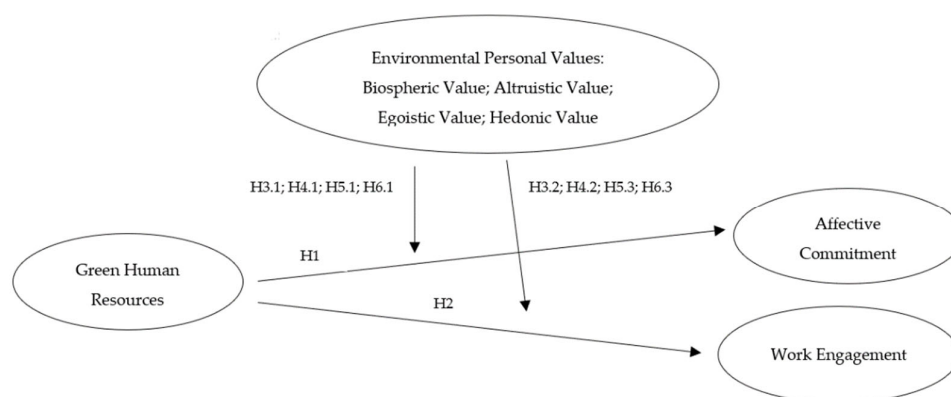 Environmental Personal Values:
Biospheric Value; Altruistic Value;
Egoistic Value; Hedonic Value
H3.1; H4.1; H5.1; H6.1
H3.2; H4.2; H5.3; H6.3
Affective
Commitment
H1
Green Human
Resources
H2
Work Engagement